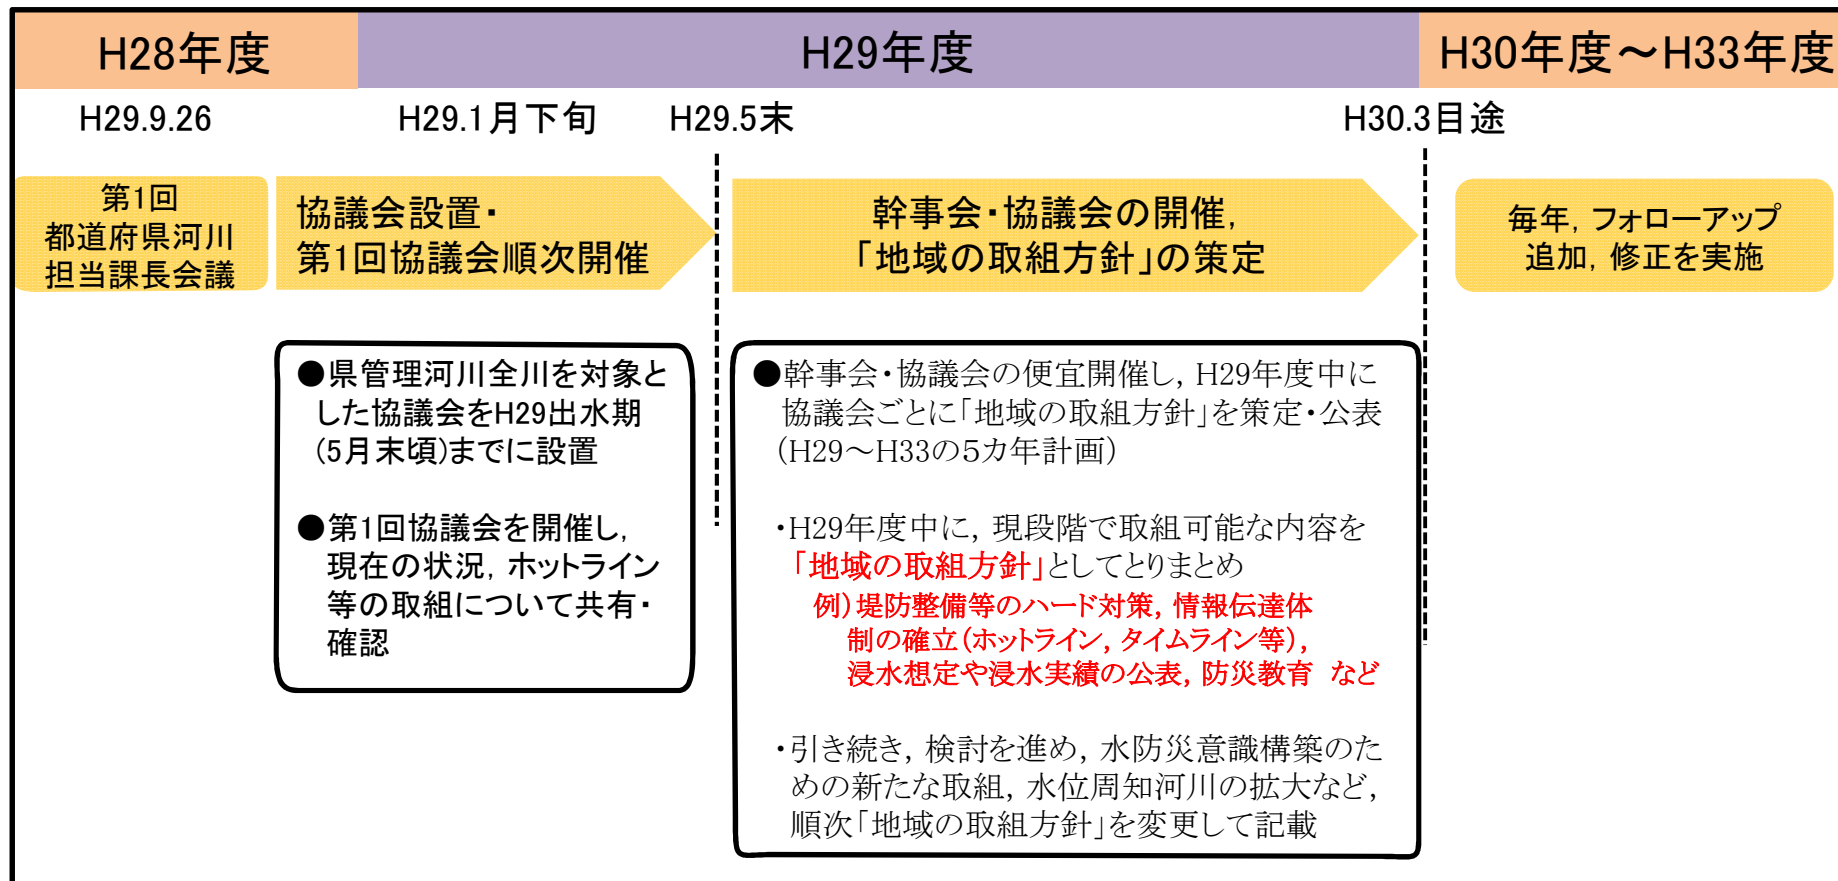 H28年度
H29年度
H30年度～H33年度
H29.9.26
H29.1月下旬
H29.5末
H30.3目途
第1回
都道府県河川
担当課長会議
協議会設置・
第1回協議会順次開催
幹事会・協議会の開催，
「地域の取組方針」の策定
毎年，フォローアップ
追加，修正を実施
●県管理河川全川を対象と
した協議会をH29出水期
(5月末頃)までに設置
●第1回協議会を開催し，
現在の状況，ホットライン
等の取組について共有・
確認
●幹事会・協議会の便宜開催し，H29年度中に
協議会ごとに「地域の取組方針」を策定・公表
（H29～H33の５カ年計画）
・H29年度中に，現段階で取組可能な内容を
「地域の取組方針」としてとりまとめ
例）堤防整備等のハード対策，情報伝達体
制の確立（ホットライン，タイムライン等），
浸水想定や浸水実績の公表，防災教育　など
・引き続き，検討を進め，水防災意識構築のた
めの新たな取組，水位周知河川の拡大など，
順次「地域の取組方針」を変更して記載